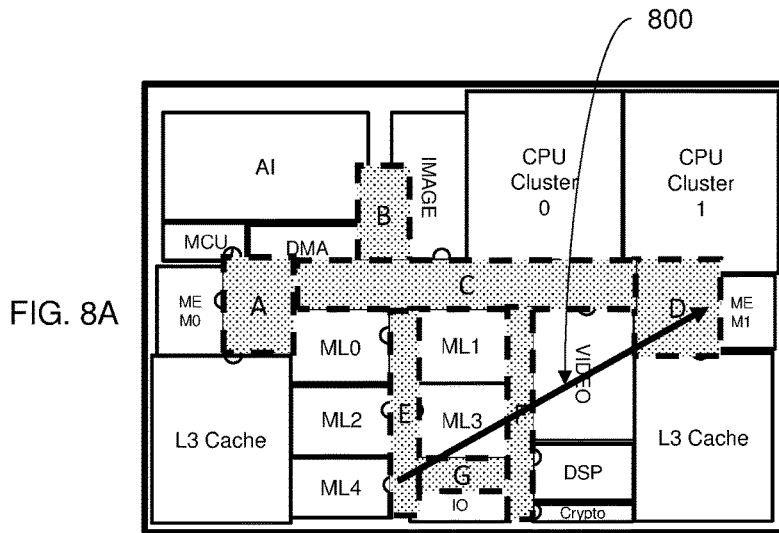 800
AI
IMAGE
CPU
Cluster
0
CPU
Cluster
1
B
MCU
DMA
FIG. 8A
ME
M0
A
C
D
ME
M1
ML0
ML1
VIDEO
L3 Cache
ML2
E
ML3
F
L3 Cache
ML4
G
IO
DSP
Crypto